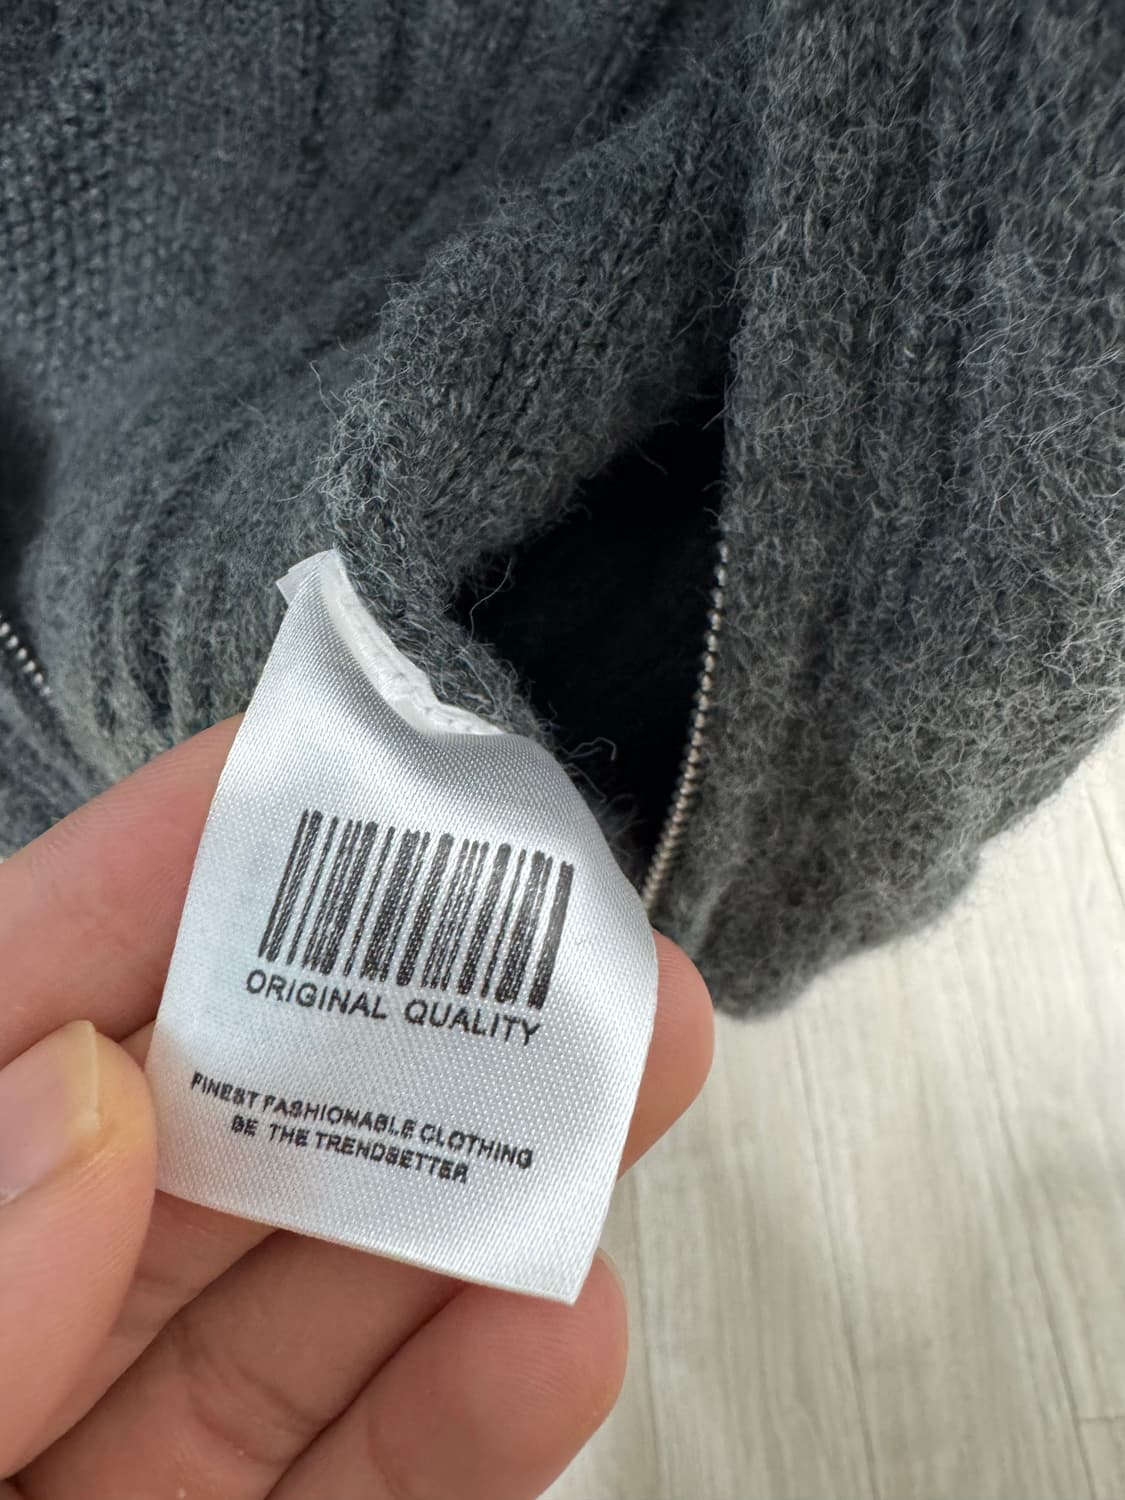 ORIGINAL QUALITY
FINEST FASHIONABLE CLOTHING
BE THE TRENDSETTER